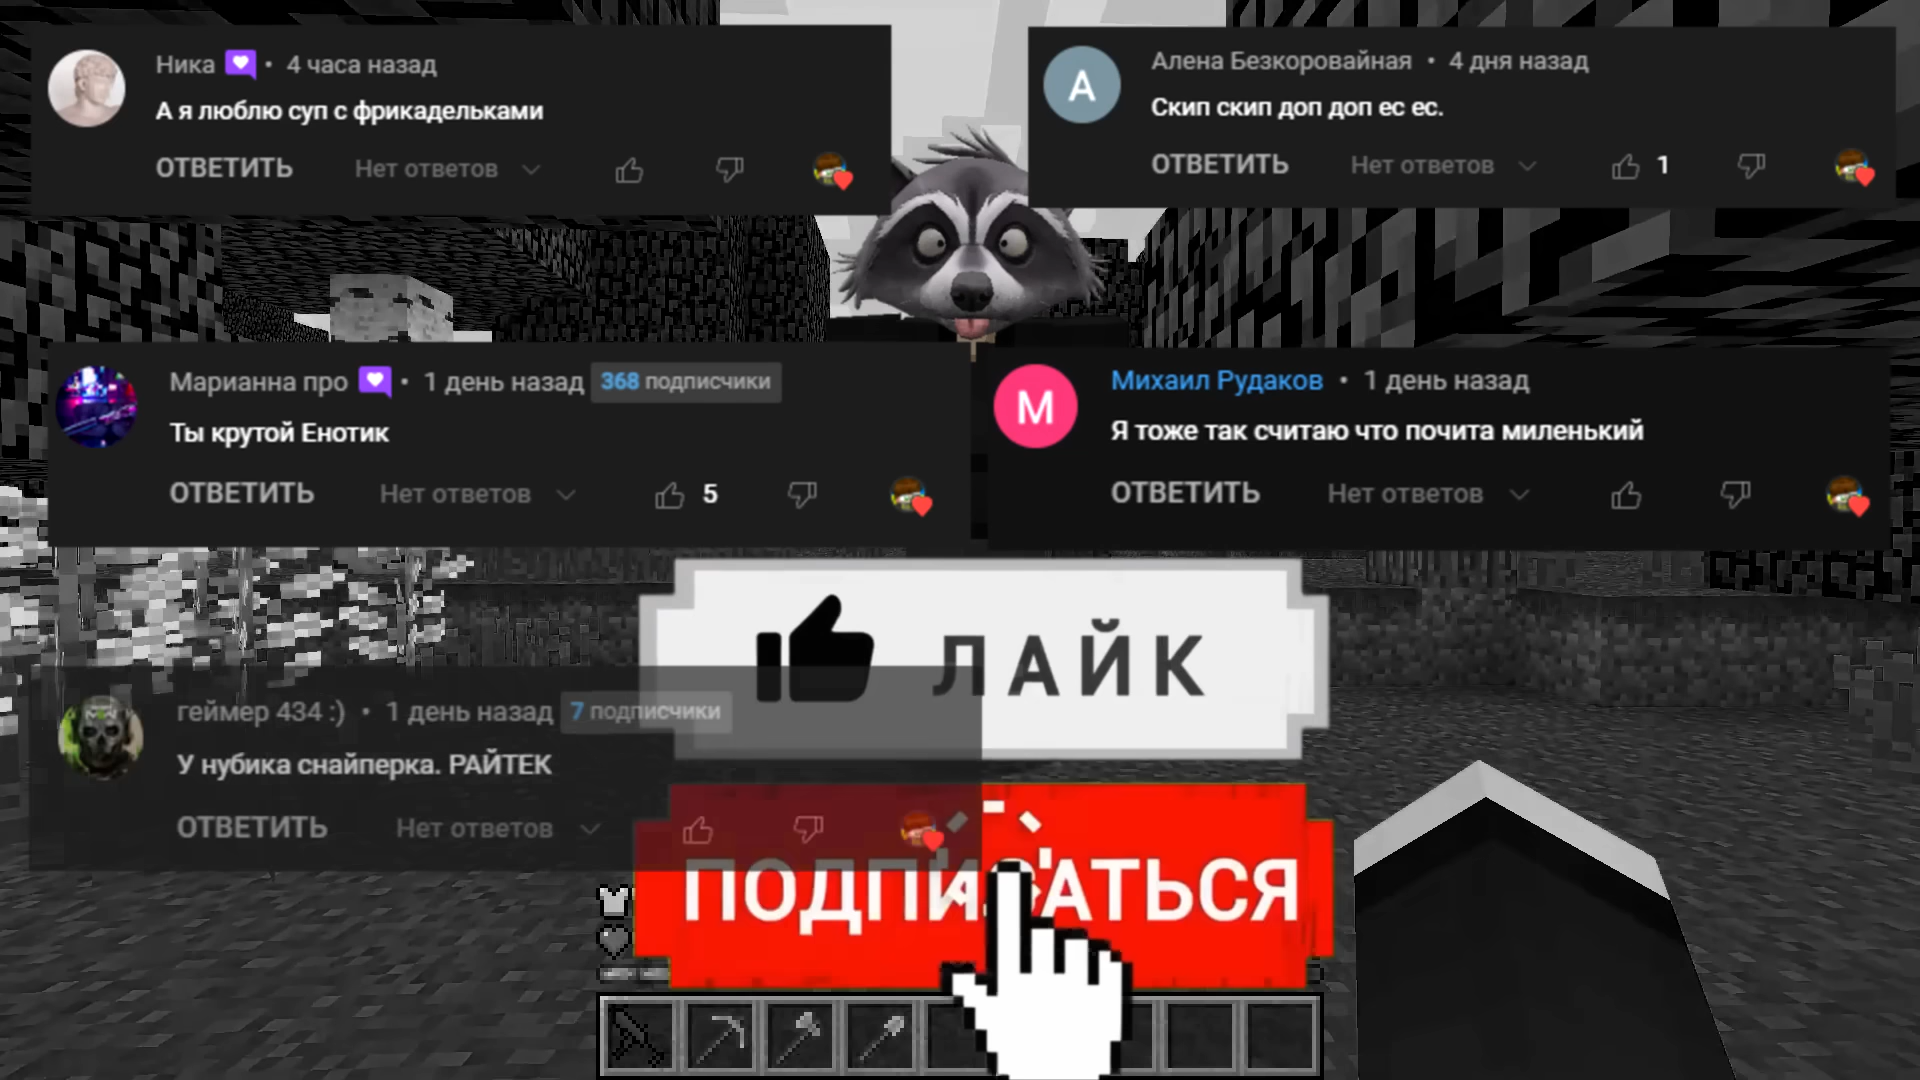 Ника • 4 часа назад
А я люблю суп с фрикадельками
ОТВЕТИТЬ Нет ответов
А
Алена Безкоровайная • 4 дня назад
Скип скип доп доп ес ес.
ОТВЕТИТЬ Нет ответов 1
Марианна про • 1 день назад 368 подписчики
Ты крутой Енотик
ОТВЕТИТЬ Нет ответов 5
М
Михаил Рудаков • 1 день назад
Я тоже так считаю что почита миленький
ОТВЕТИТЬ Нет ответов
ЛАЙК
геймер 434 :) • 1 день назад 7 подписчики
У нубика снайперка. РАЙТЕК
ОТВЕТИТЬ Нет ответов
ПОДПИСАТЬСЯ